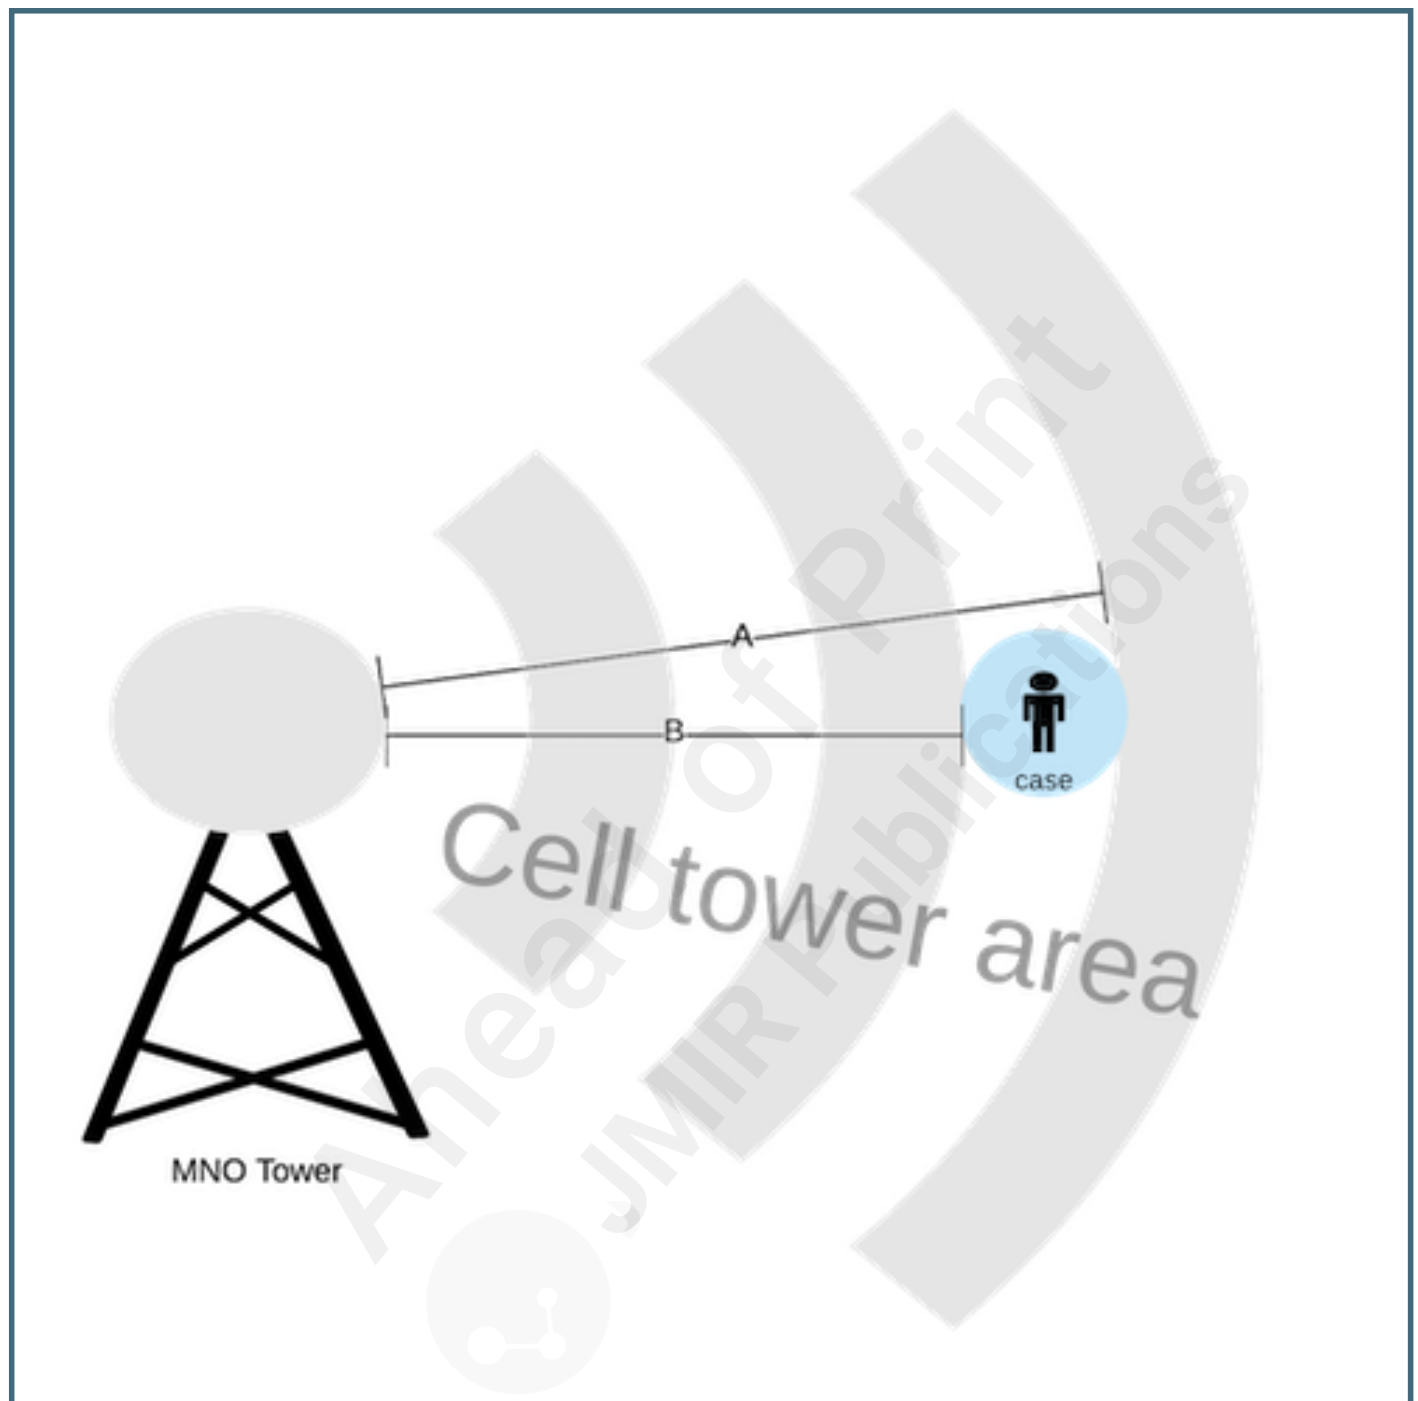 A
B
case
Cell tower area
MNO Tower
Ahead of Print
JMIR Publications